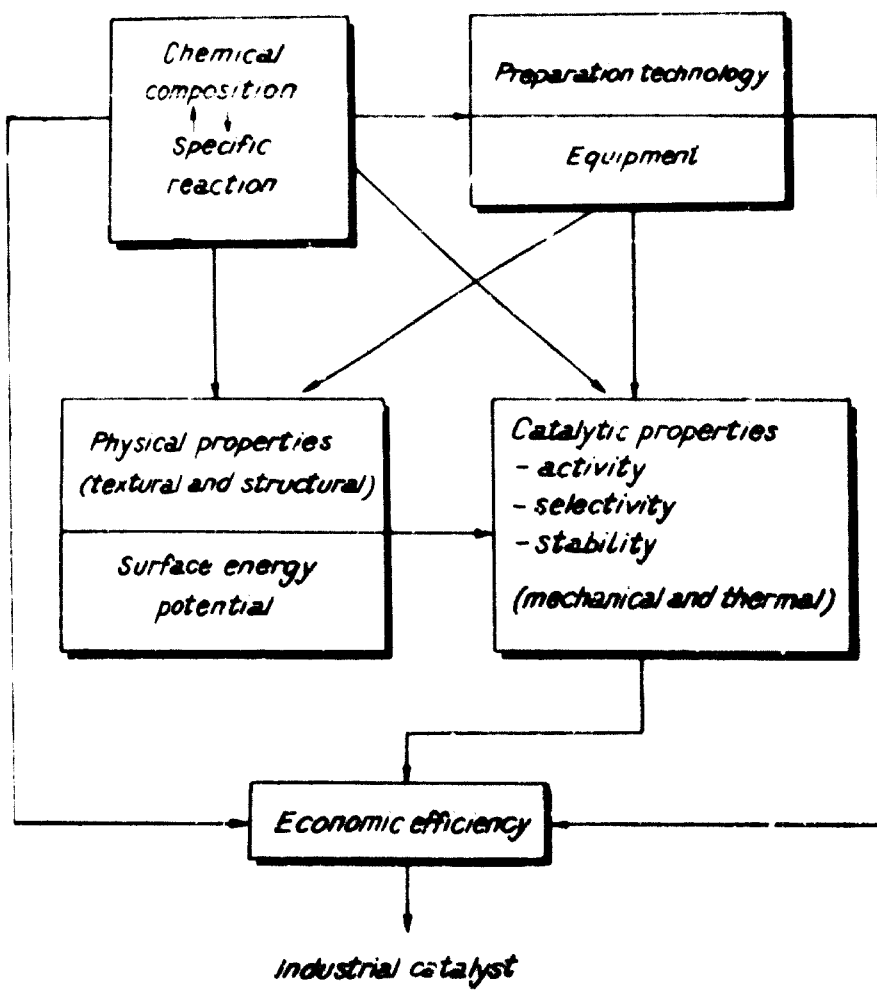 Chemical
composition
Specific
reaction
Preparation technology
Equipment
Physical properties
(textural and structural)
Surface energy
potential
Catalytic properties
- activity
- selectivity
- stability
(mechanical and thermal)
Economic efficiency
Industrial catalyst